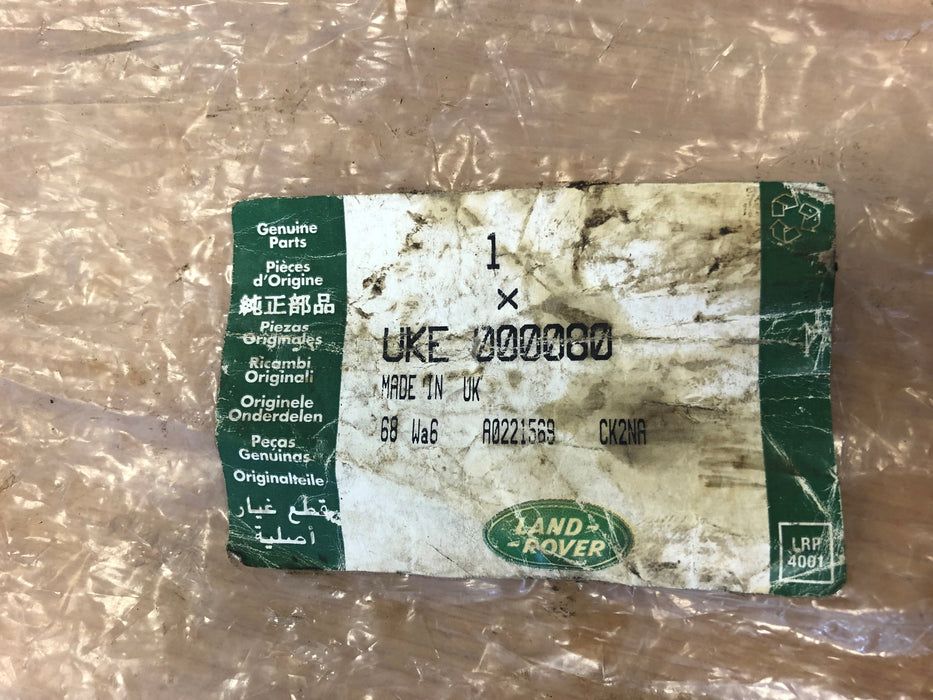 Genuine
Parts
Pièces
d'Origine
純正部品
Piezas
Originales
Ricambi
Originali
Originele
Onderdelen
Peças
Genuinas
Originalteile
قطع غيار
أصلية
1
×
UKE 000080
MADE IN UK
68 Wa6 A0221569 CK2NA
LAND-
-ROVER
LRP
4001